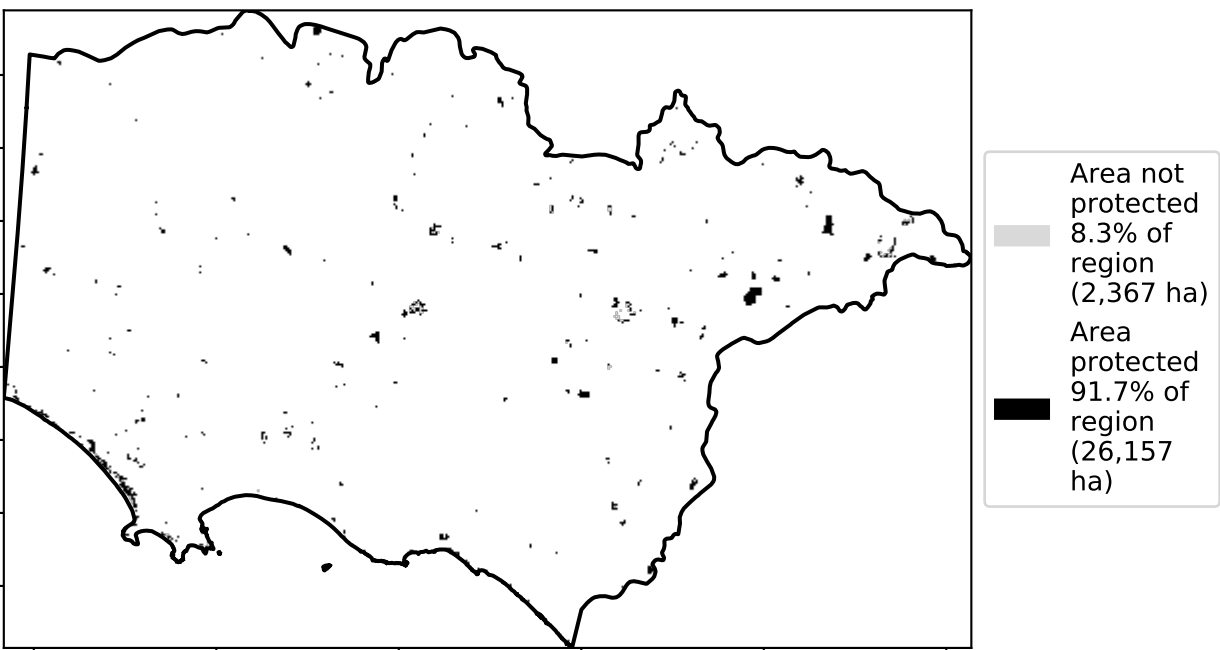 Area not
protected
8.3% of
region
(2,367 ha)
Area
protected
91.7% of
region
(26,157
ha)